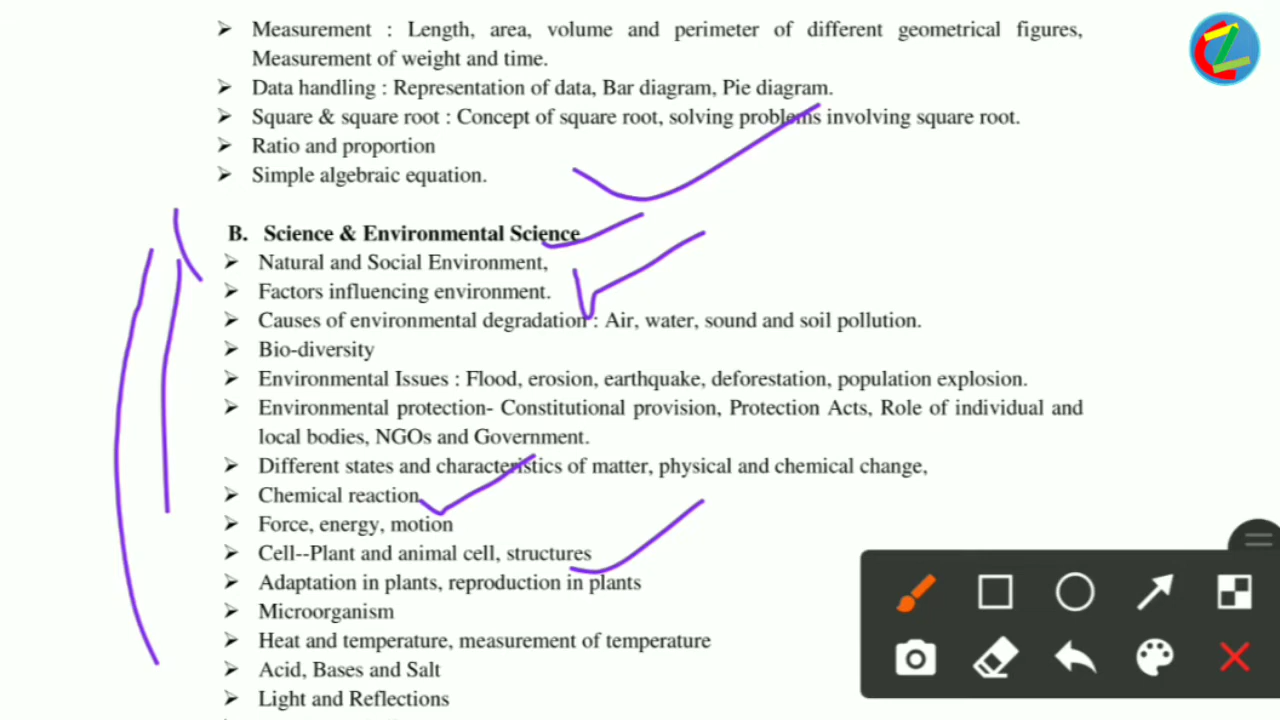 ➢ Measurement : Length, area, volume and perimeter of different geometrical figures,
Measurement of weight and time.
➢ Data handling : Representation of data, Bar diagram, Pie diagram.
➢ Square & square root : Concept of square root, solving problems involving square root.
➢ Ratio and proportion
➢ Simple algebraic equation.
B. Science & Environmental Science
➢ Natural and Social Environment,
➢ Factors influencing environment.
➢ Causes of environmental degradation : Air, water, sound and soil pollution.
➢ Bio-diversity
➢ Environmental Issues : Flood, erosion, earthquake, deforestation, population explosion.
➢ Environmental protection- Constitutional provision, Protection Acts, Role of individual and
local bodies, NGOs and Government.
➢ Different states and characteristics of matter, physical and chemical change,
➢ Chemical reaction
➢ Force, energy, motion
➢ Cell--Plant and animal cell, structures
➢ Adaptation in plants, reproduction in plants
➢ Microorganism
➢ Heat and temperature, measurement of temperature
➢ Acid, Bases and Salt
➢ Light and Reflections